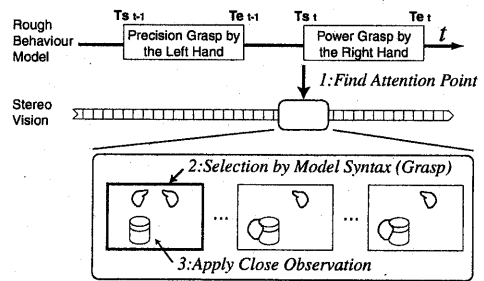 Ts t-1 Te t-1 Ts t Te t
Rough
Behaviour
Model
Precision Grasp by
the Left Hand
Power Grasp by
the Right Hand
t
1:Find Attention Point
Stereo
Vision
2:Selection by Model Syntax (Grasp)
... ...
3:Apply Close Observation